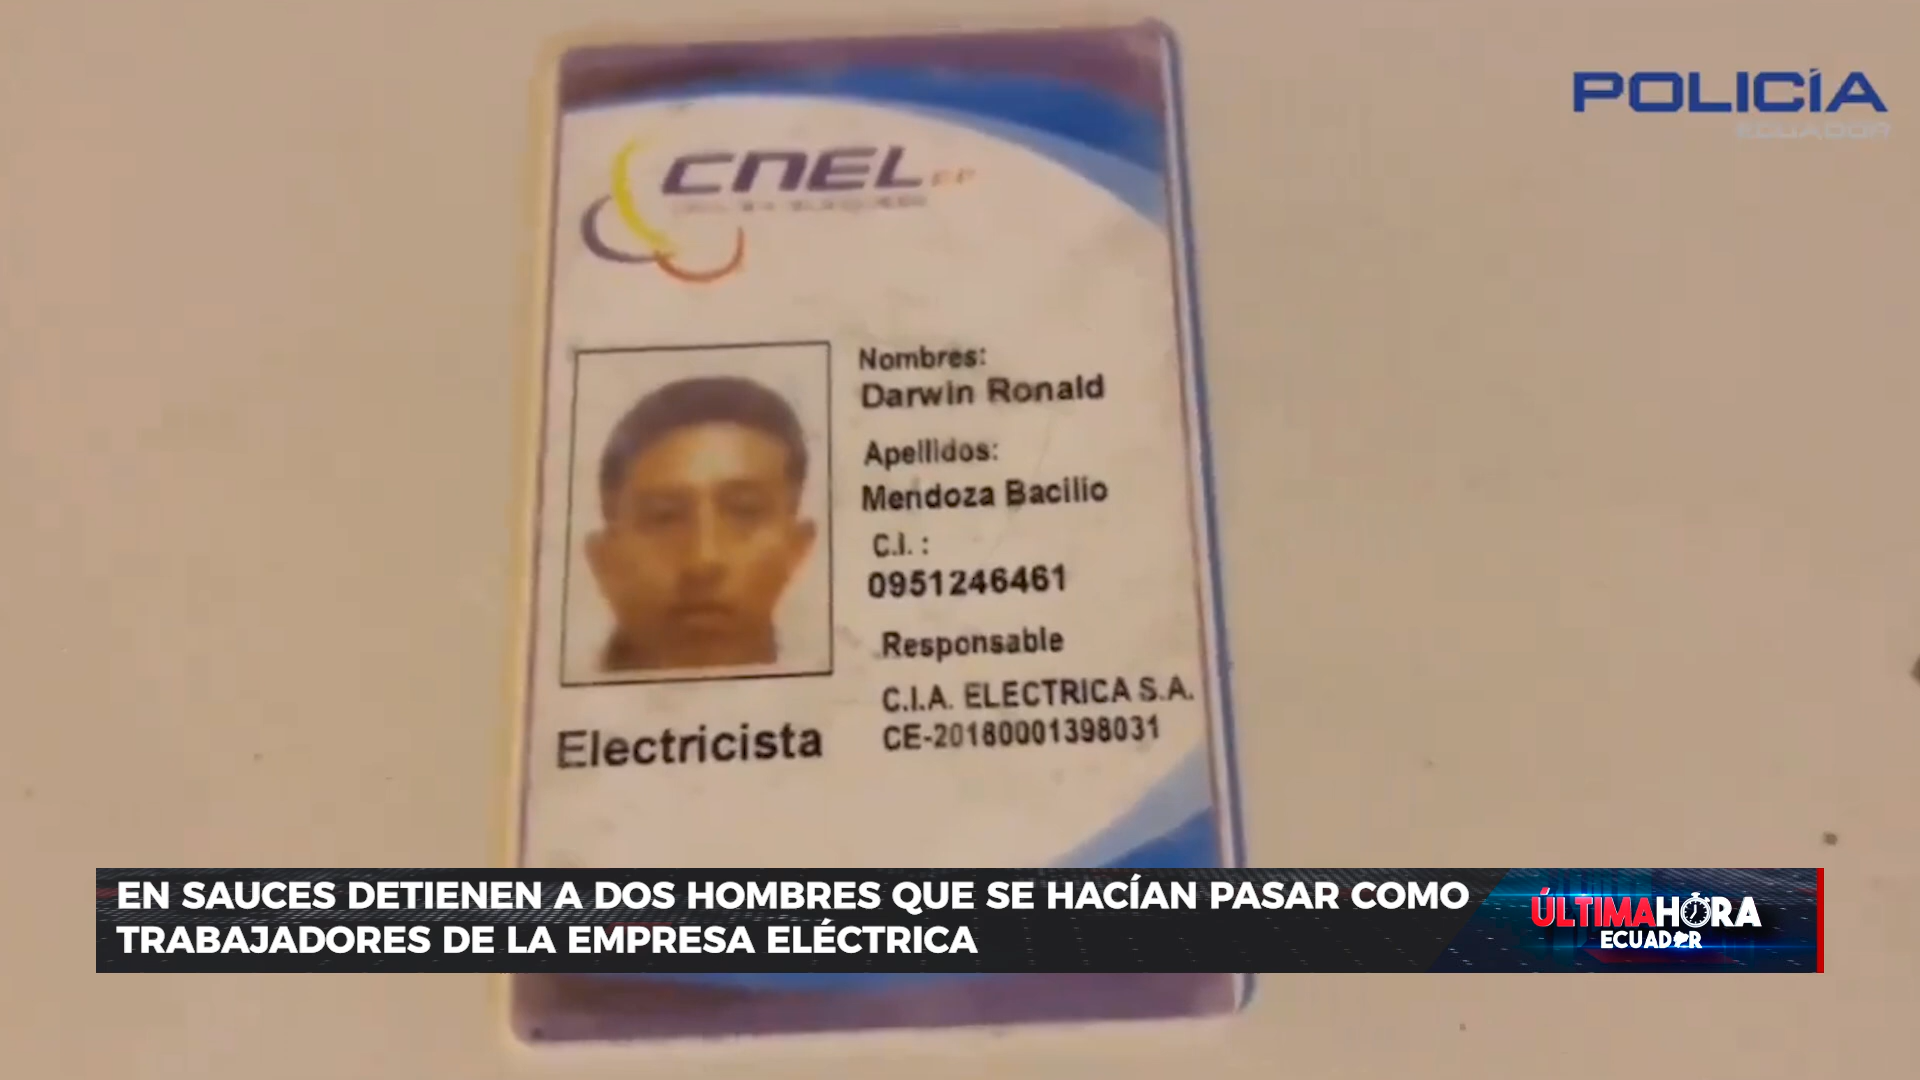 POLICÍA
ECUADOR
CNEL EP
Nombres:
Darwin Ronald
Apellidos:
Mendoza Bacilio
C.I. :
0951246461
Responsable
C.I.A. ELECTRICA S.A.
CE-20180001398031
Electricista
EN SAUCES DETIENEN A DOS HOMBRES QUE SE HACÍAN PASAR COMO
TRABAJADORES DE LA EMPRESA ELÉCTRICA
ÚLTIMAHORA
ECUADOR